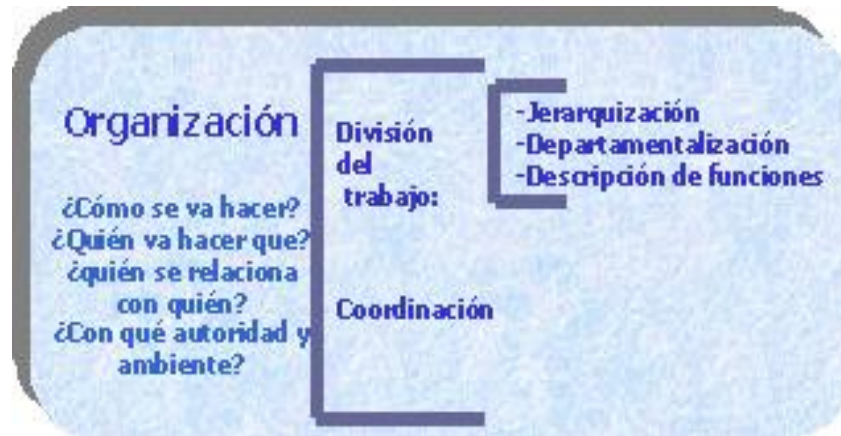 Organización
¿Cómo se va hacer?
¿Quién va hacer que?
¿quién se relaciona
con quién?
¿Con qué autoridad y
ambiente?
División
del
trabajo:
-Jerarquización
-Departamentalización
-Descripción de funciones
Coordinación